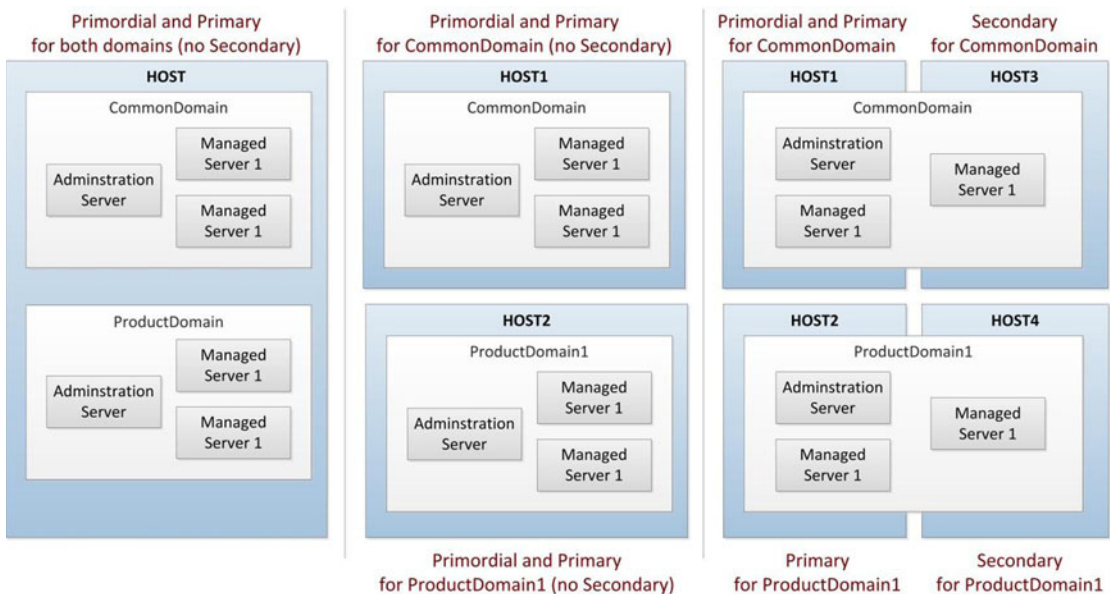 Primordial and Primary
for both domains (no Secondary)
HOST
CommonDomain
Adminstration
Server
Managed
Server 1
Managed
Server 1
ProductDomain
Adminstration
Server
Managed
Server 1
Managed
Server 1
Primordial and Primary
for CommonDomain (no Secondary)
HOST1
CommonDomain
Adminstration
Server
Managed
Server 1
Managed
Server 1
HOST2
ProductDomain1
Adminstration
Server
Managed
Server 1
Managed
Server 1
Primordial and Primary
for ProductDomain1 (no Secondary)
Primordial and Primary
for CommonDomain
Secondary
for CommonDomain
HOST1
HOST3
CommonDomain
Adminstration
Server
Managed
Server 1
Managed
Server 1
HOST2
HOST4
ProductDomain1
Adminstration
Server
Managed
Server 1
Managed
Server 1
Primary
for ProductDomain1
Secondary
for ProductDomain1